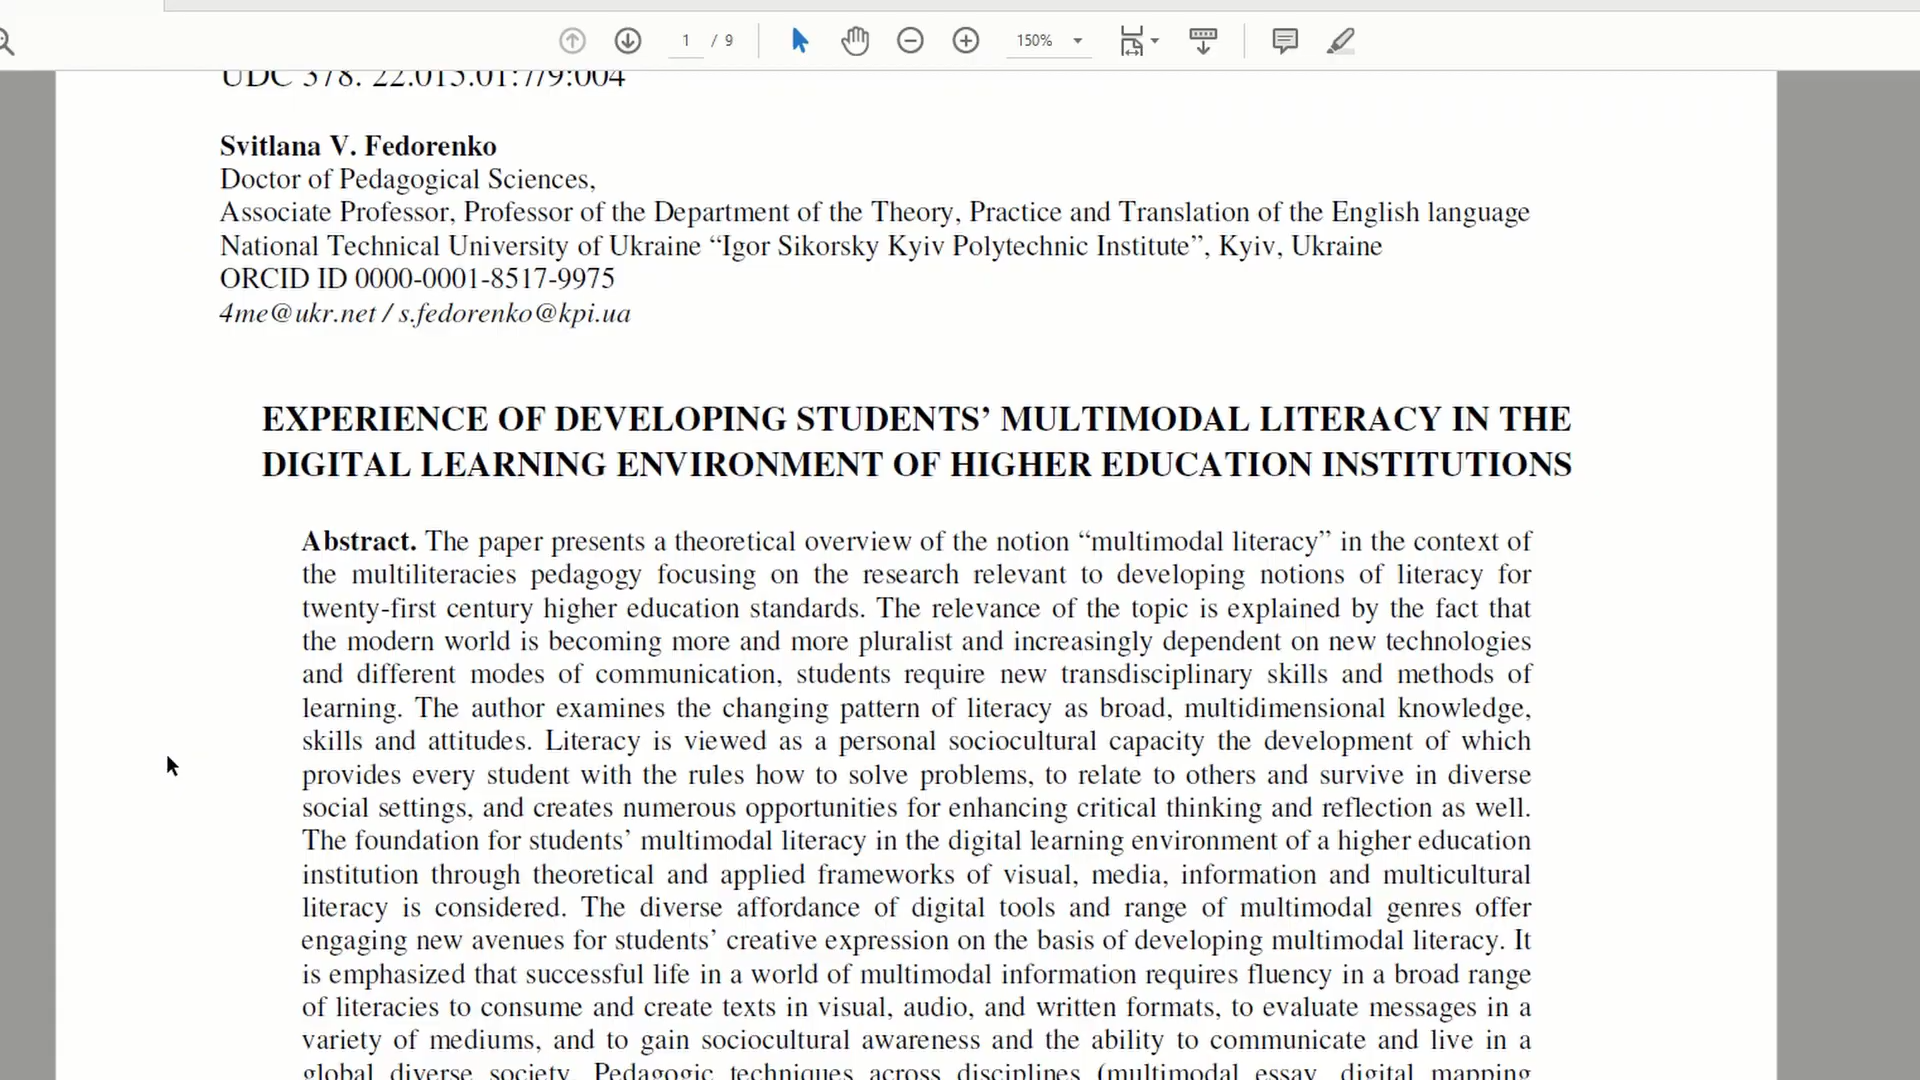 1 / 9
150%
UDC 378. 22.013.01:7/9:004
Svitlana V. Fedorenko
Doctor of Pedagogical Sciences,
Associate Professor, Professor of the Department of the Theory, Practice and Translation of the English language
National Technical University of Ukraine “Igor Sikorsky Kyiv Polytechnic Institute”, Kyiv, Ukraine
ORCID ID 0000-0001-8517-9975
4me@ukr.net / s.fedorenko@kpi.ua
EXPERIENCE OF DEVELOPING STUDENTS’ MULTIMODAL LITERACY IN THE
DIGITAL LEARNING ENVIRONMENT OF HIGHER EDUCATION INSTITUTIONS
Abstract. The paper presents a theoretical overview of the notion “multimodal literacy” in the context of
the multiliteracies pedagogy focusing on the research relevant to developing notions of literacy for
twenty-first century higher education standards. The relevance of the topic is explained by the fact that
the modern world is becoming more and more pluralist and increasingly dependent on new technologies
and different modes of communication, students require new transdisciplinary skills and methods of
learning. The author examines the changing pattern of literacy as broad, multidimensional knowledge,
skills and attitudes. Literacy is viewed as a personal sociocultural capacity the development of which
provides every student with the rules how to solve problems, to relate to others and survive in diverse
social settings, and creates numerous opportunities for enhancing critical thinking and reflection as well.
The foundation for students’ multimodal literacy in the digital learning environment of a higher education
institution through theoretical and applied frameworks of visual, media, information and multicultural
literacy is considered. The diverse affordance of digital tools and range of multimodal genres offer
engaging new avenues for students’ creative expression on the basis of developing multimodal literacy. It
is emphasized that successful life in a world of multimodal information requires fluency in a broad range
of literacies to consume and create texts in visual, audio, and written formats, to evaluate messages in a
variety of mediums, and to gain sociocultural awareness and the ability to communicate and live in a
global diverse society. Pedagogic techniques across disciplines (multimodal essay, digital mapping